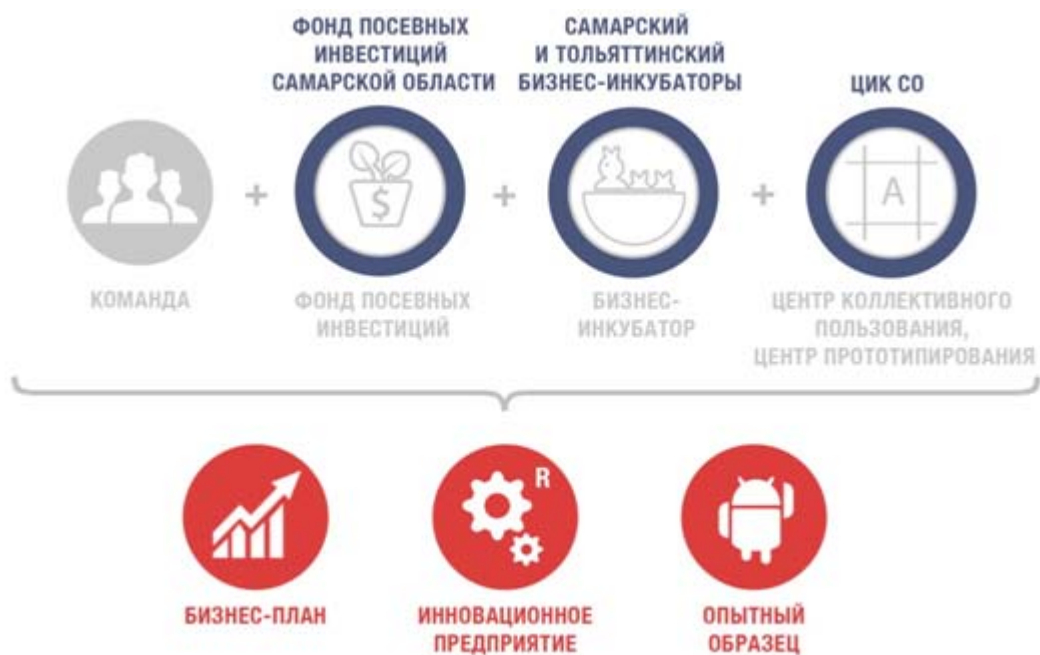 ФОНД ПОСЕВНЫХ
ИНВЕСТИЦИЙ
САМАРСКОЙ ОБЛАСТИ
САМАРСКИЙ
И ТОЛЬЯТТИНСКИЙ
БИЗНЕС-ИНКУБАТОРЫ
ЦИК СО
+
$
+
+
A
КОМАНДА
ФОНД ПОСЕВНЫХ
ИНВЕСТИЦИЙ
БИЗНЕС-
ИНКУБАТОР
ЦЕНТР КОЛЛЕКТИВНОГО
ПОЛЬЗОВАНИЯ,
ЦЕНТР ПРОТОТИПИРОВАНИЯ
R
БИЗНЕС-ПЛАН
ИННОВАЦИОННОЕ
ПРЕДПРИЯТИЕ
ОПЫТНЫЙ
ОБРАЗЕЦ